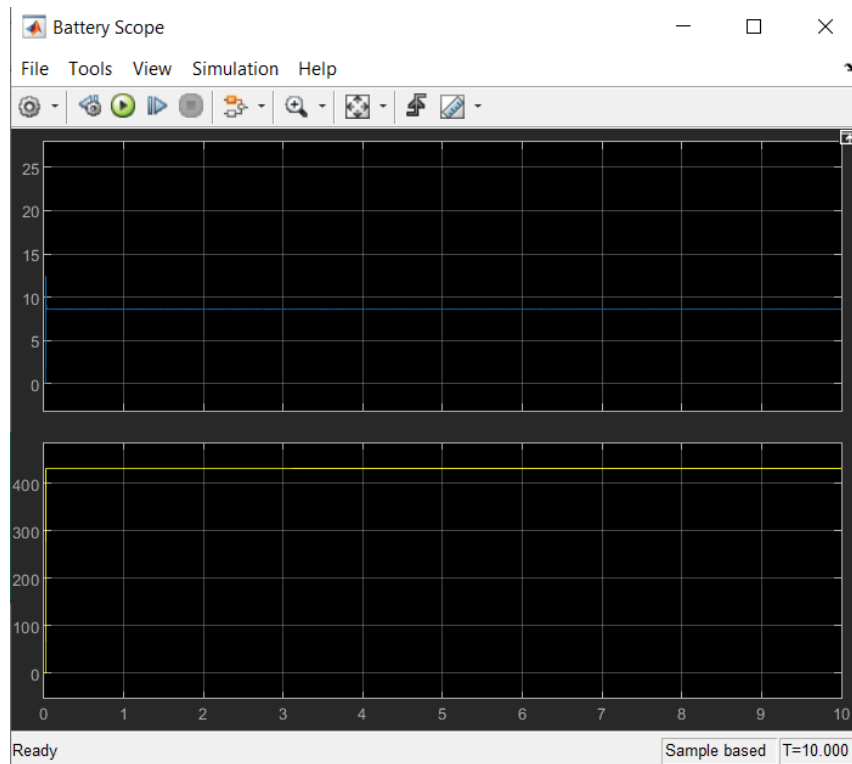 Battery Scope
File Tools View Simulation Help
25
20
15
10
5
0
400
300
200
100
0
0 1 2 3 4 5 6 7 8 9 10
Ready Sample based T=10.000